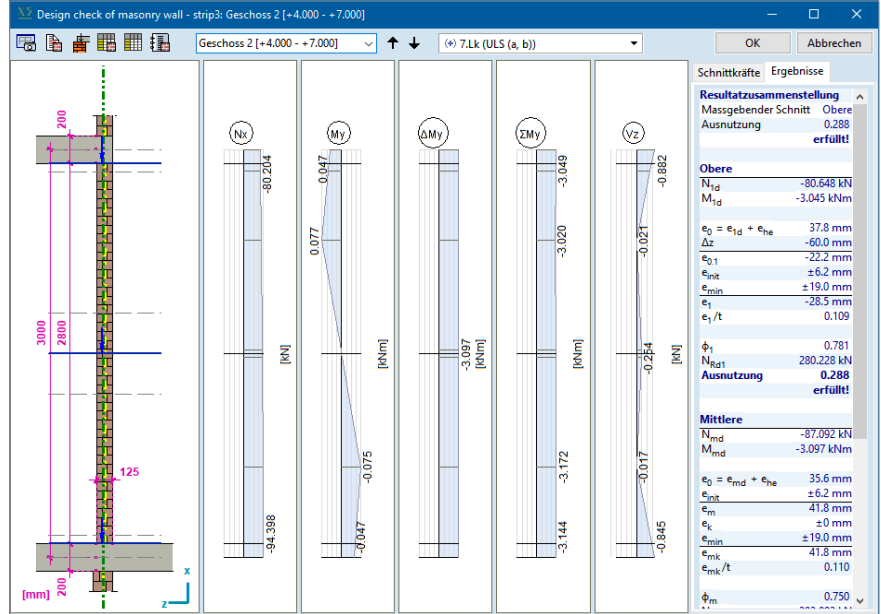 Design check of masonry wall - strip3: Geschoss 2 [+4.000 - +7.000]
Geschoss 2 [+4.000 - +7.000]
7.Lk (ULS (a, b))
OK
Abbrechen
200
3000
2800
125
200
[mm]
x
z
Nx
-80.204
-94.398
[kN]
My
0.047
0.077
-0.075
-0.047
[kNm]
ΔMy
-3.097
[kNm]
ΣMy
-3.049
-3.020
-3.172
-3.144
[kNm]
Vz
-0.882
-0.021
-0.254
-0.017
-0.845
[kN]
Schnittkräfte
Ergebnisse
Resultatzusammenstellung
Massgebender Schnitt Obere
Ausnutzung 0.288
erfüllt!
Obere
N1d -80.648 kN
M1d -3.045 kNm
e0 = e1d + ehe 37.8 mm
Δz -60.0 mm
e0.1 -22.2 mm
einit ±6.2 mm
emin ±19.0 mm
e1 -28.5 mm
e1/t 0.109
ϕ1 0.781
NRd1 280.228 kN
Ausnutzung 0.288
erfüllt!
Mittlere
Nmd -87.092 kN
Mmd -3.097 kNm
e0 = emd + ehe 35.6 mm
einit ±6.2 mm
em 41.8 mm
ek ±0 mm
emin ±19.0 mm
emk 41.8 mm
emk/t 0.110
ϕm 0.750